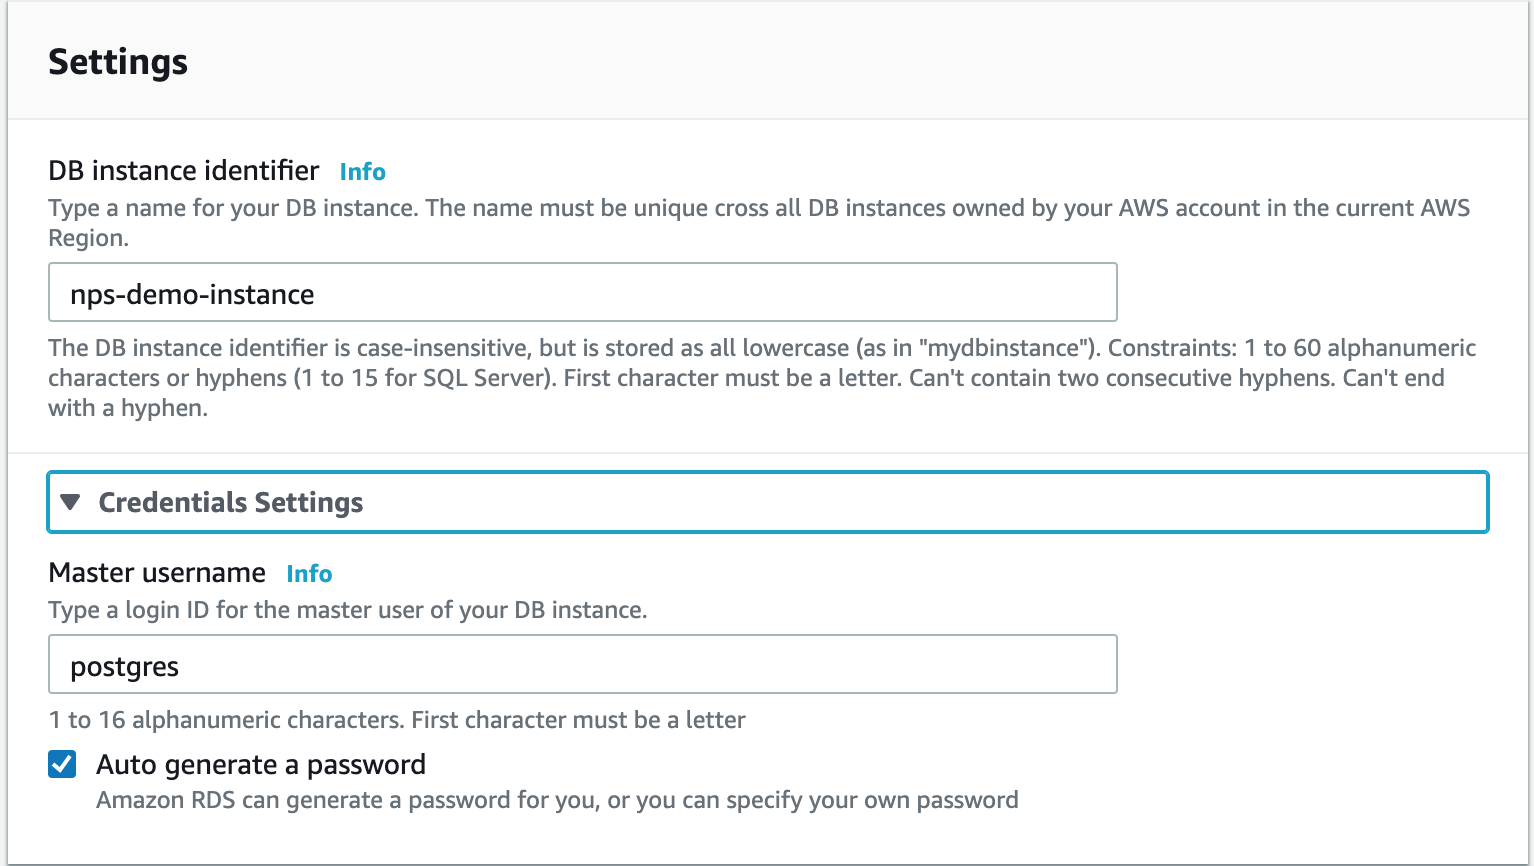 Settings
DB instance identifier Info
Type a name for your DB instance. The name must be unique cross all DB instances owned by your AWS account in the current AWS
Region.
nps-demo-instance
The DB instance identifier is case-insensitive, but is stored as all lowercase (as in "mydbinstance"). Constraints: 1 to 60 alphanumeric
characters or hyphens (1 to 15 for SQL Server). First character must be a letter. Can't contain two consecutive hyphens. Can't end
with a hyphen.
Credentials Settings
Master username Info
Type a login ID for the master user of your DB instance.
postgres
1 to 16 alphanumeric characters. First character must be a letter
Auto generate a password
Amazon RDS can generate a password for you, or you can specify your own password